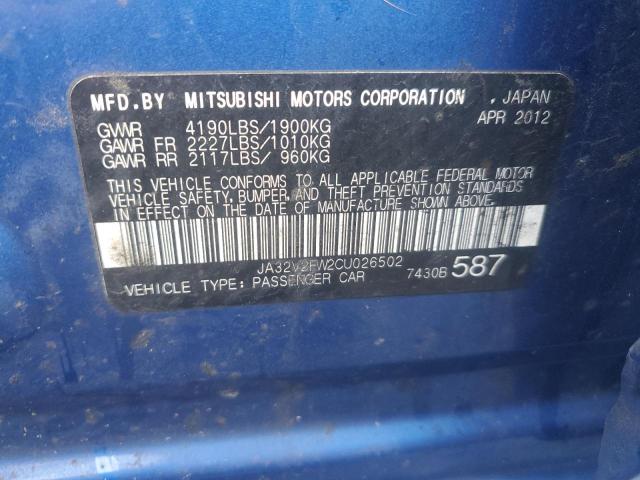 MFD.BY MITSUBISHI MOTORS CORPORATION , JAPAN
APR 2012
GVWR 4190LBS/1900KG
GAWR FR 2227LBS/1010KG
GAWR RR 2117LBS/ 960KG
THIS VEHICLE CONFORMS TO ALL APPLICABLE FEDERAL MOTOR
VEHICLE SAFETY, BUMPER, AND THEFT PREVENTION STANDARDS
IN EFFECT ON THE DATE OF MANUFACTURE SHOWN ABOVE.
JA32V2FW2CU026502
VEHICLE TYPE: PASSENGER CAR 7430B 587